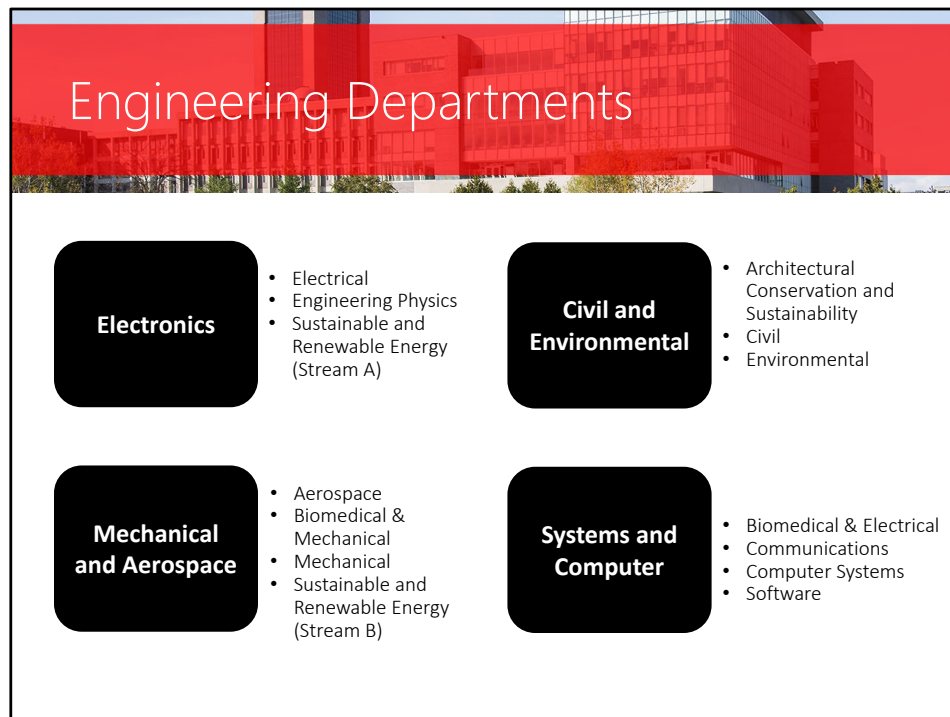 Engineering Departments
Electronics
• Electrical
• Engineering Physics
• Sustainable and
Renewable Energy
(Stream A)
Civil and
Environmental
• Architectural
Conservation and
Sustainability
• Civil
• Environmental
Mechanical
and Aerospace
• Aerospace
• Biomedical &
Mechanical
• Mechanical
• Sustainable and
Renewable Energy
(Stream B)
Systems and
Computer
• Biomedical & Electrical
• Communications
• Computer Systems
• Software